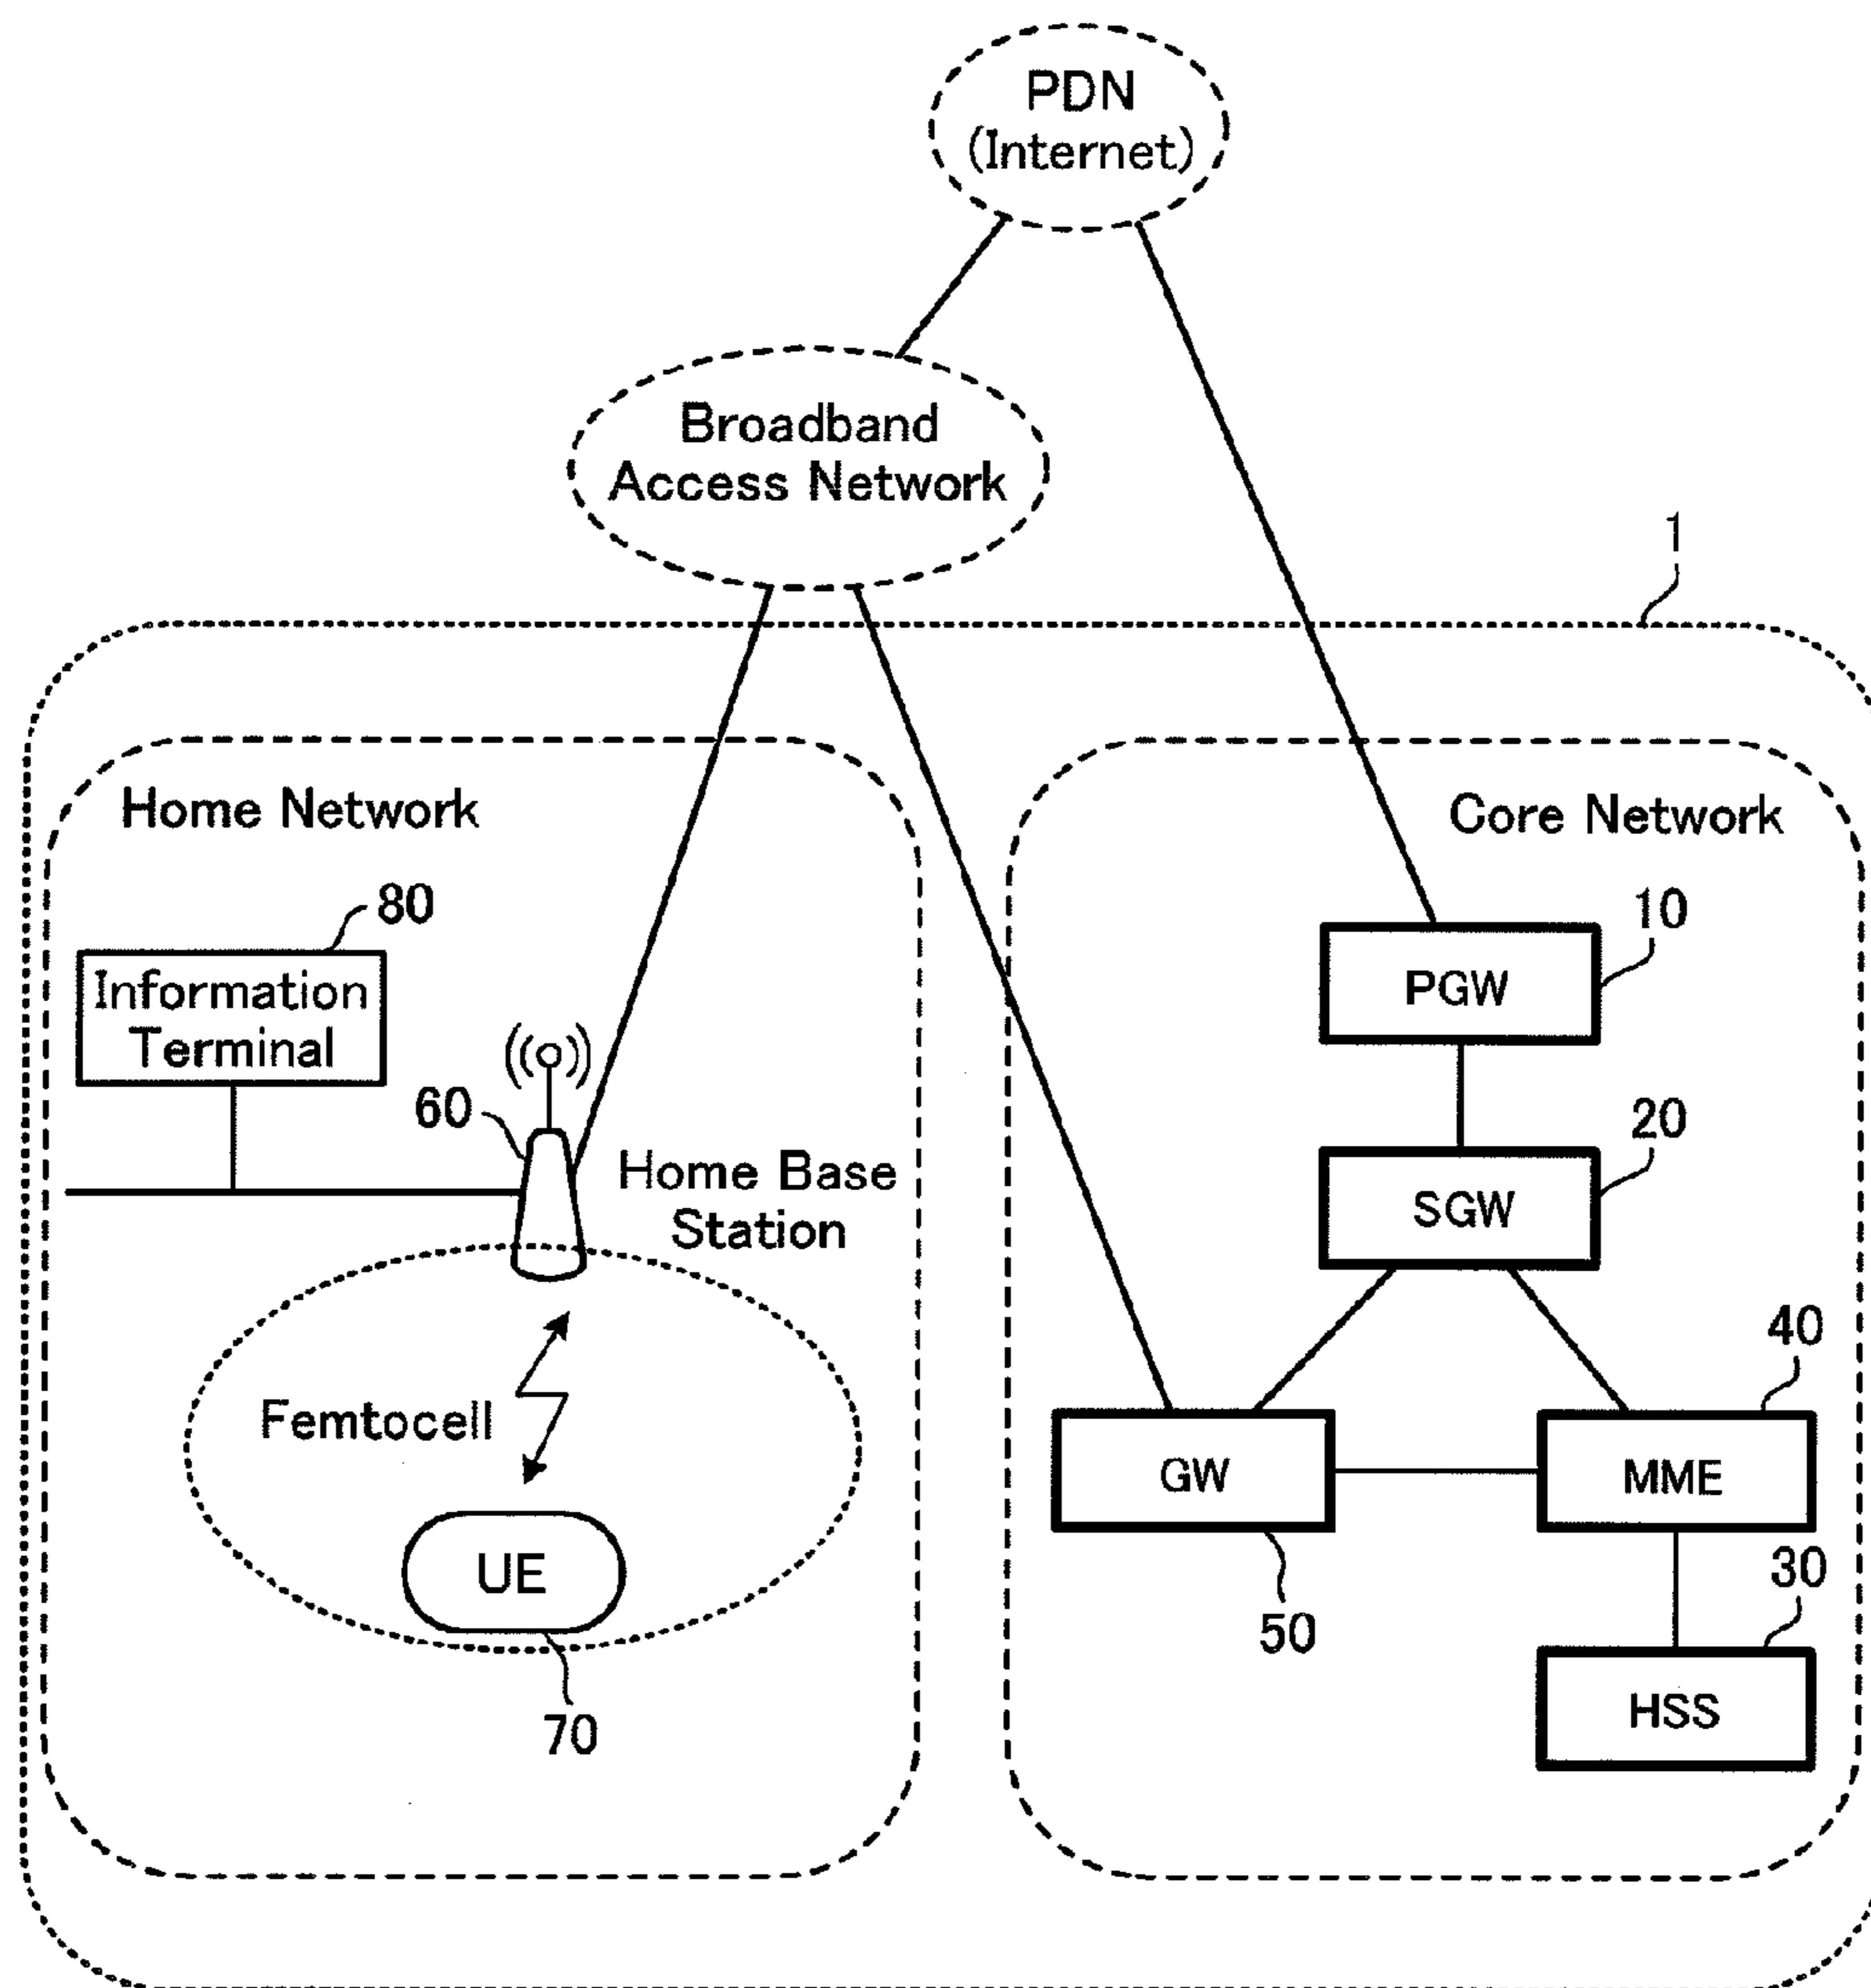 PDN
(Internet)
Broadband
Access Network
1
Home Network
Core Network
80
Information
Terminal
10
PGW
60
Home Base
Station
20
SGW
40
Femtocell
GW
MME
UE
50
30
70
HSS